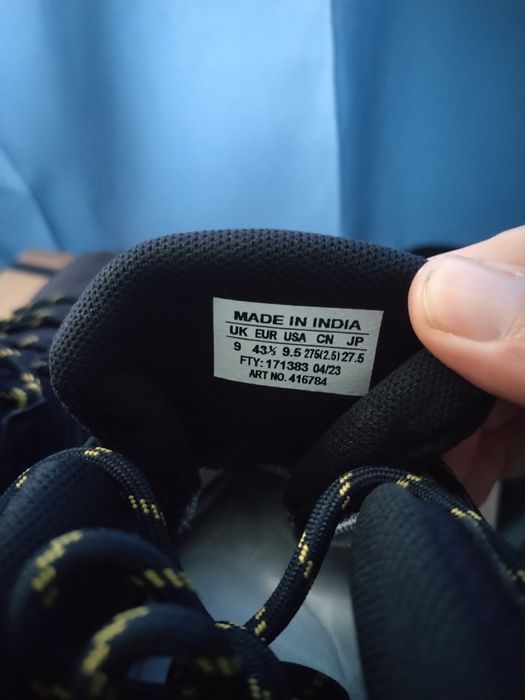 MADE IN INDIA
UK EUR USA CN JP
9 43⅓ 9.5 275(2.5) 27.5
FTY: 171383 04/23
ART NO. 416784